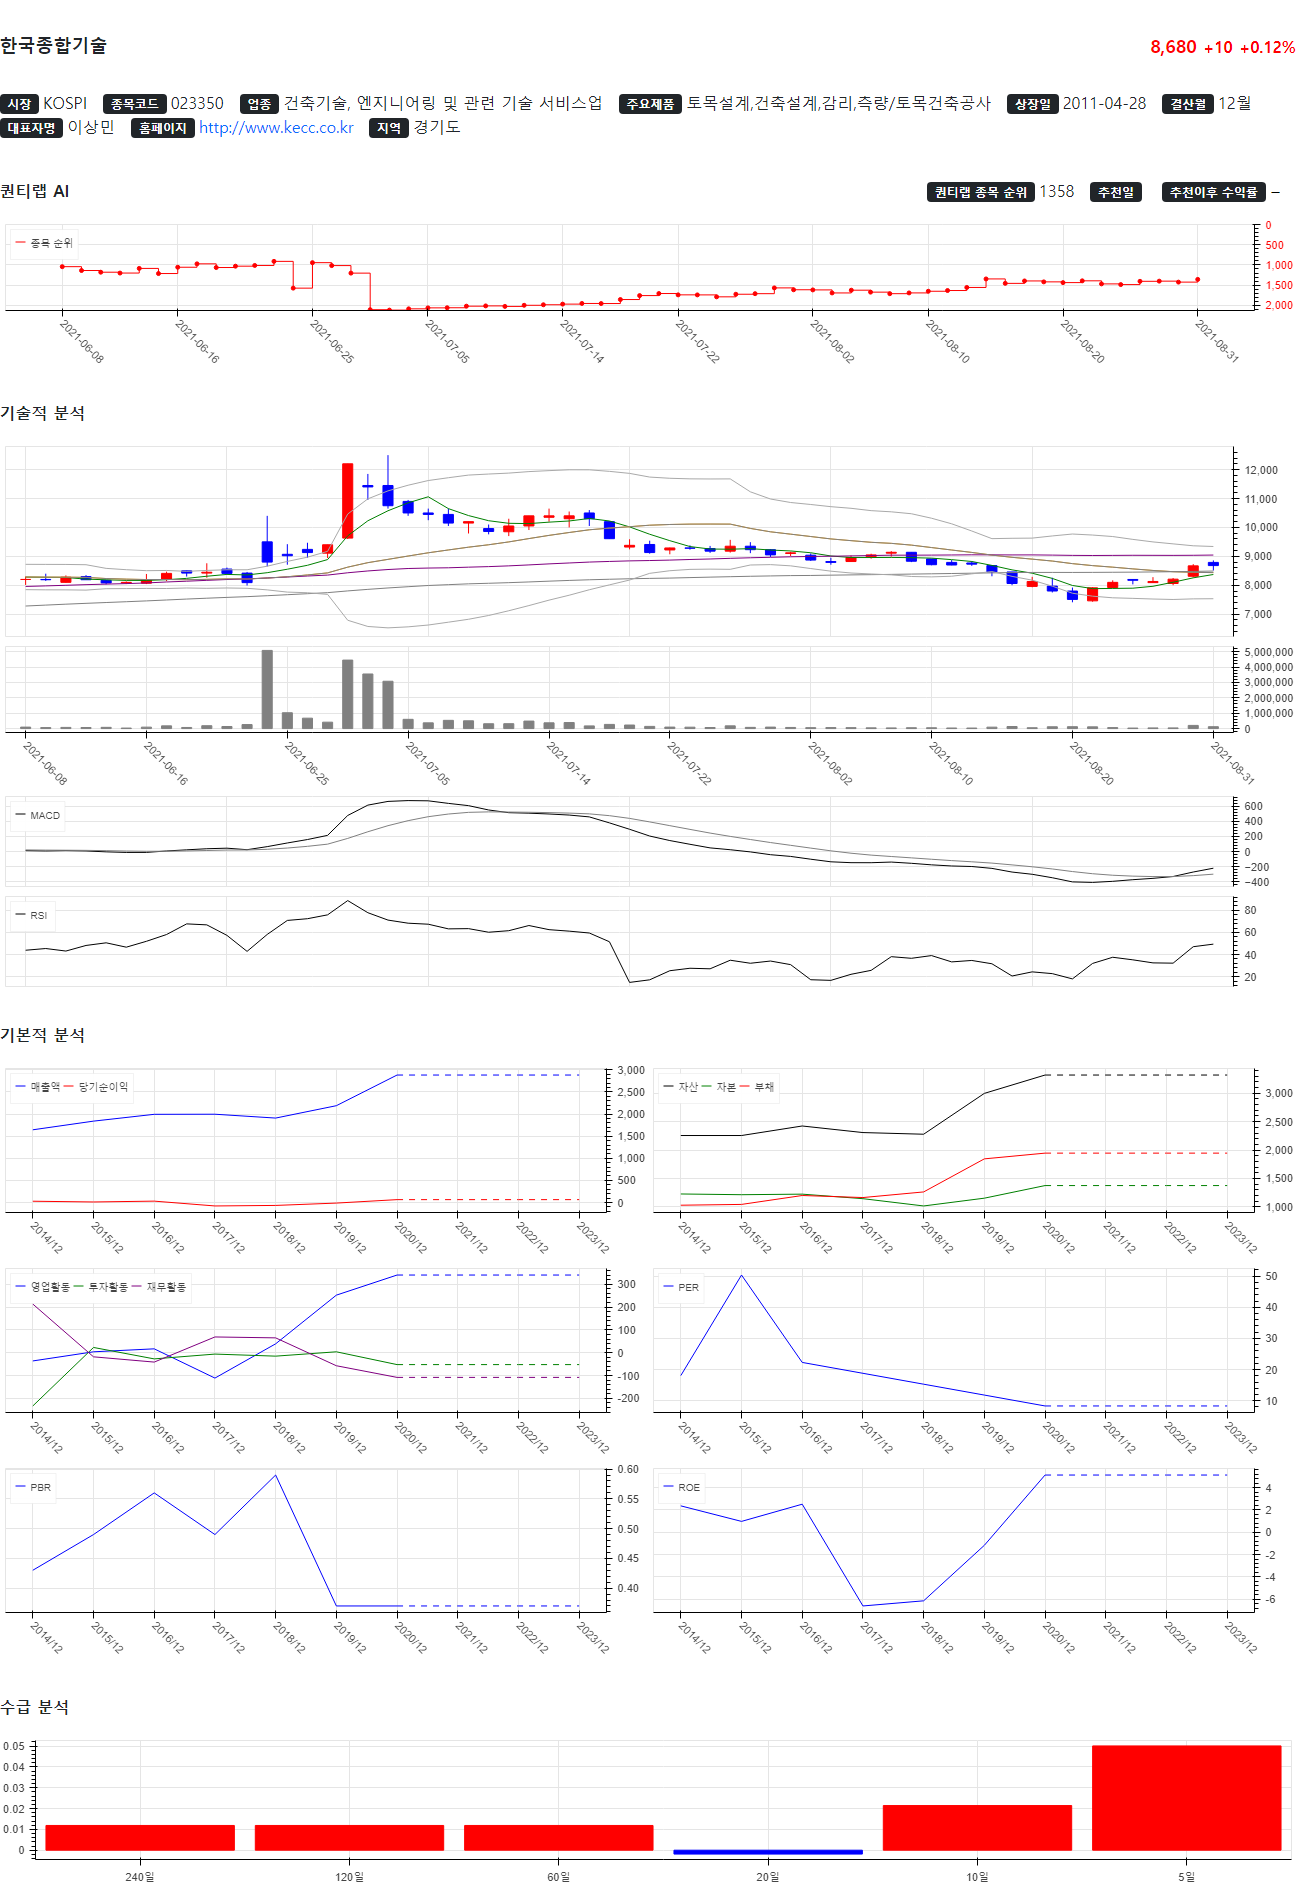 한국종합기술 8,680 +10 +0.12%
시장 KOSPI 종목코드 023350 업종 건축기술, 엔지니어링 및 관련 기술 서비스업 주요제품 토목설계,건축설계,감리,측량/토목건축공사 상장일 2011-04-28 결산월 12월
대표자명 이상민 홈페이지 http://www.kecc.co.kr 지역 경기도
퀀티랩 AI 퀀티랩 종목 순위 1358 추천일 추천이후 수익률 –
종목 순위
0
500
1,000
1,500
2,000
2021-06-08 2021-06-16 2021-06-25 2021-07-05 2021-07-14 2021-07-22 2021-08-02 2021-08-10 2021-08-20 2021-08-31
기술적 분석
12,000
11,000
10,000
9,000
8,000
7,000
5,000,000
4,000,000
3,000,000
2,000,000
1,000,000
0
2021-06-08 2021-06-16 2021-06-25 2021-07-05 2021-07-14 2021-07-22 2021-08-02 2021-08-10 2021-08-20 2021-08-31
MACD
600
400
200
0
−200
−400
RSI
80
60
40
20
기본적 분석
매출액 당기순이익
3,000
2,500
2,000
1,500
1,000
500
0
2014/12 2015/12 2016/12 2017/12 2018/12 2019/12 2020/12 2021/12 2022/12 2023/12
자산 자본 부채
3,000
2,500
2,000
1,500
1,000
2014/12 2015/12 2016/12 2017/12 2018/12 2019/12 2020/12 2021/12 2022/12 2023/12
영업활동 투자활동 재무활동
300
200
100
0
-100
-200
2014/12 2015/12 2016/12 2017/12 2018/12 2019/12 2020/12 2021/12 2022/12 2023/12
PER
50
40
30
20
10
2014/12 2015/12 2016/12 2017/12 2018/12 2019/12 2020/12 2021/12 2022/12 2023/12
PBR
0.60
0.55
0.50
0.45
0.40
2014/12 2015/12 2016/12 2017/12 2018/12 2019/12 2020/12 2021/12 2022/12 2023/12
ROE
4
2
0
-2
-4
-6
2014/12 2015/12 2016/12 2017/12 2018/12 2019/12 2020/12 2021/12 2022/12 2023/12
수급 분석
0.05
0.04
0.03
0.02
0.01
0
240일 120일 60일 20일 10일 5일